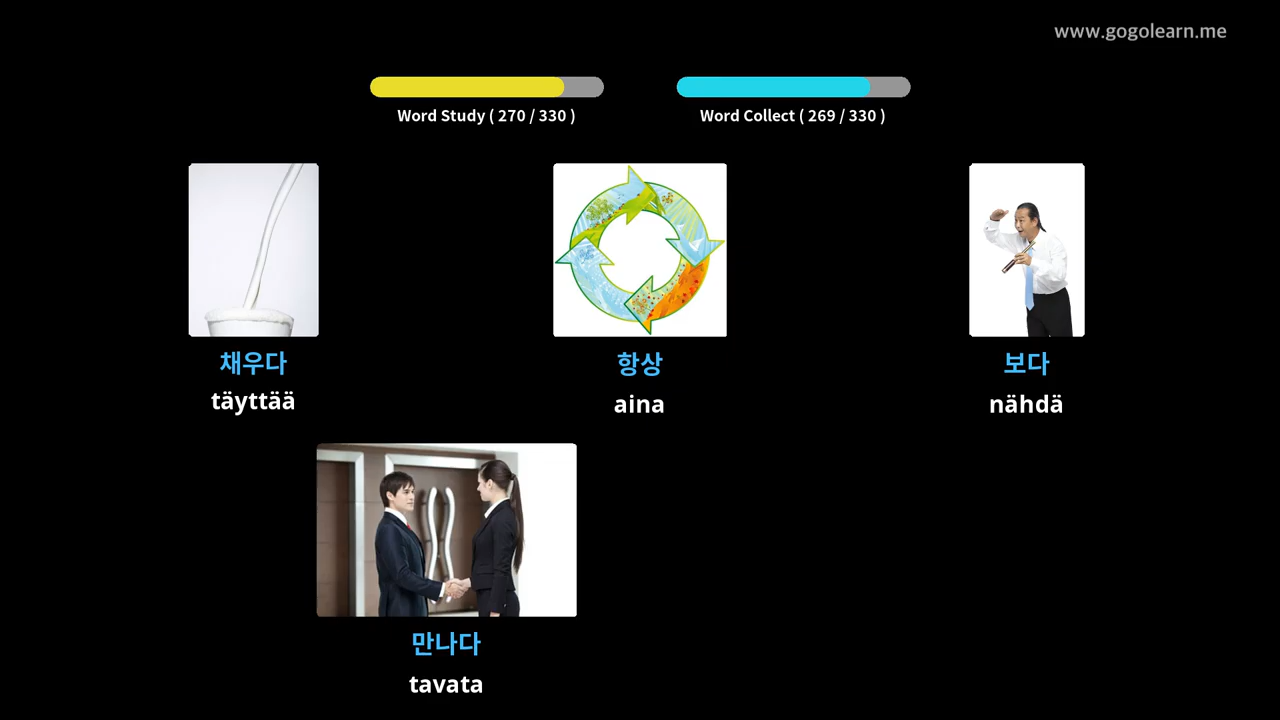 www.gogolearn.me
Word Study ( 270 / 330 )
Word Collect ( 269 / 330 )
채우다
täyttää
항상
aina
보다
nähdä
만나다
tavata